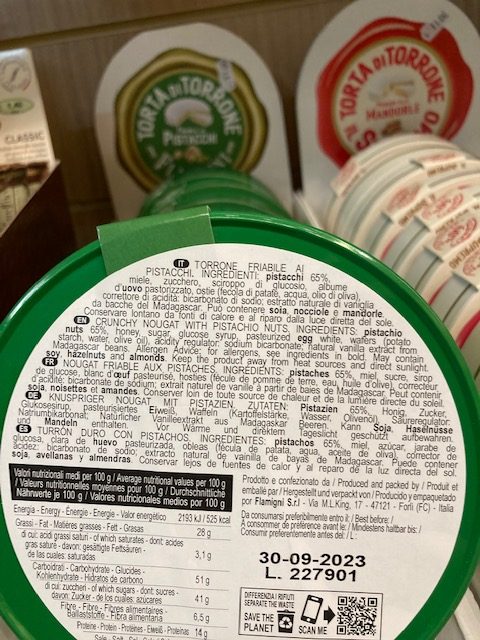 CLASSIC
TORTA DI TORRONE
PISTACCHI
TORTA DI TORRONE
MANDORLE
IT TORRONE FRIABILE AI
PISTACCHI. INGREDIENTI: pistacchi 65%,
miele, zucchero, sciroppo di glucosio, albume
d'uovo pastorizzato, ostie (fecola di patate, acqua, olio di oliva),
correttore di acidità: bicarbonato di sodio; estratto naturale di vaniglia
da bacche del Madagascar. Può contenere soia, nocciole e mandorle.
Conservare lontano da fonti di calore e al riparo dalla luce diretta del sole.
EN CRUNCHY NOUGAT WITH PISTACHIO NUTS. INGREDIENTS: pistachio
nuts 65%, honey, sugar, glucose syrup, pasteurized egg white, wafers (potato
starch, water, olive oil), acidity regulator: sodium bicarbonate, natural vanilla extract from
Madagascar beans. Allergen Advice: for allergens, see ingredients in bold. May contain
soy, hazelnuts and almonds. Keep the product away from heat sources and direct sunlight.
FR NOUGAT FRIABLE AUX PISTACHES. INGRÉDIENTS: pistaches 65%, miel, sucre, sirop
de glucose, blanc d'œuf pasteurisé, hosties (fécule de pomme de terre, eau, huile d'olive), correcteur
d'acidité: bicarbonate de sodium; extrait naturel de vanille à partir de baies de Madagascar. Peut contenir
soja, noisettes et amandes. Conserver loin de toute source de chaleur et de la lumière directe du soleil.
DE KNUSPRIGER NOUGAT MIT PISTAZIEN. ZUTATEN: Pistazien 65%, Honig, Zucker,
Glukosesirup, pasteurisiertes Eiweiß, Waffeln (Kartoffelstärke, Wasser, Olivenöl), Säureregulator:
Natriumbikarbonat; Natürlicher Vanilleextrakt aus Madagaskar Beeren. Kann Soja, Haselnüsse
und Mandeln enthalten. Vor Wärme und direktem Tageslicht geschützt aufbewahren.
ES TURRÓN DURO CON PISTACHOS. INGREDIENTES: pistachos 65%, miel, azúcar, jarabe de
glucosa, clara de huevo pasteurizada, obleas (fécula de patata, agua, aceite de oliva), corrector de
acidez: bicarbonato de sodio; extracto natural de vainilla de bayas de Madagascar. Puede contener
soja, avellanas y almendras. Conservar lejos de fuentes de calor y al reparo de la luz directa del sol.
Valori nutrizionali medi per 100 g / Average nutritional values per 100 g
/ Valeurs nutritionnelles moyennes pour 100 g / Durchschnittliche
Nährwerte je 100 g / Valores nutricionales medios por 100 g
Energia - Energy - Énergie - Energie - Valor energético 2193 kJ / 525 kcal
Grassi - Fat - Matières grasses - Fett - Grasas 28 g
di cui: acidi grassi saturi - of which saturates - dont: acides
gras saturé - davon: gesättigte Fettsäuren -
de las cuales: saturadas 3,1 g
Carboidrati - Carbohydrate - Glucides -
Kohlenhydrate - Hidratos de carbono 51 g
di cui: zuccheri - of which sugars - dont: sucres -
davon: Zucker - de los cuales: azúcares 41 g
Fibre - Fibre - Fibres alimentaires -
Ballaststoffe - Fibra alimentaria 6,5 g
Proteine - Protein - Protéines - Eiweiß - Proteínas 14 g
Prodotto e confezionato da / Produced and packed by / Produit et
emballé par / Hergestellt und verpackt von / Producido y empaquetado
por Flamigni S.r.l - Via M.L.King, 17 - 47121 - Forlì (FC) - Italia
Da consumarsi preferibilmente entro il: / Best before: /
A consommer de préférence avant le: / Mindestens haltbar bis: /
Consumir preferentemente antes del: / L:
30-09-2023
L. 227901
DIFFERENZIA I RIFIUTI
SEPARATE THE WASTE
SAVE THE
PLANET
SCAN ME